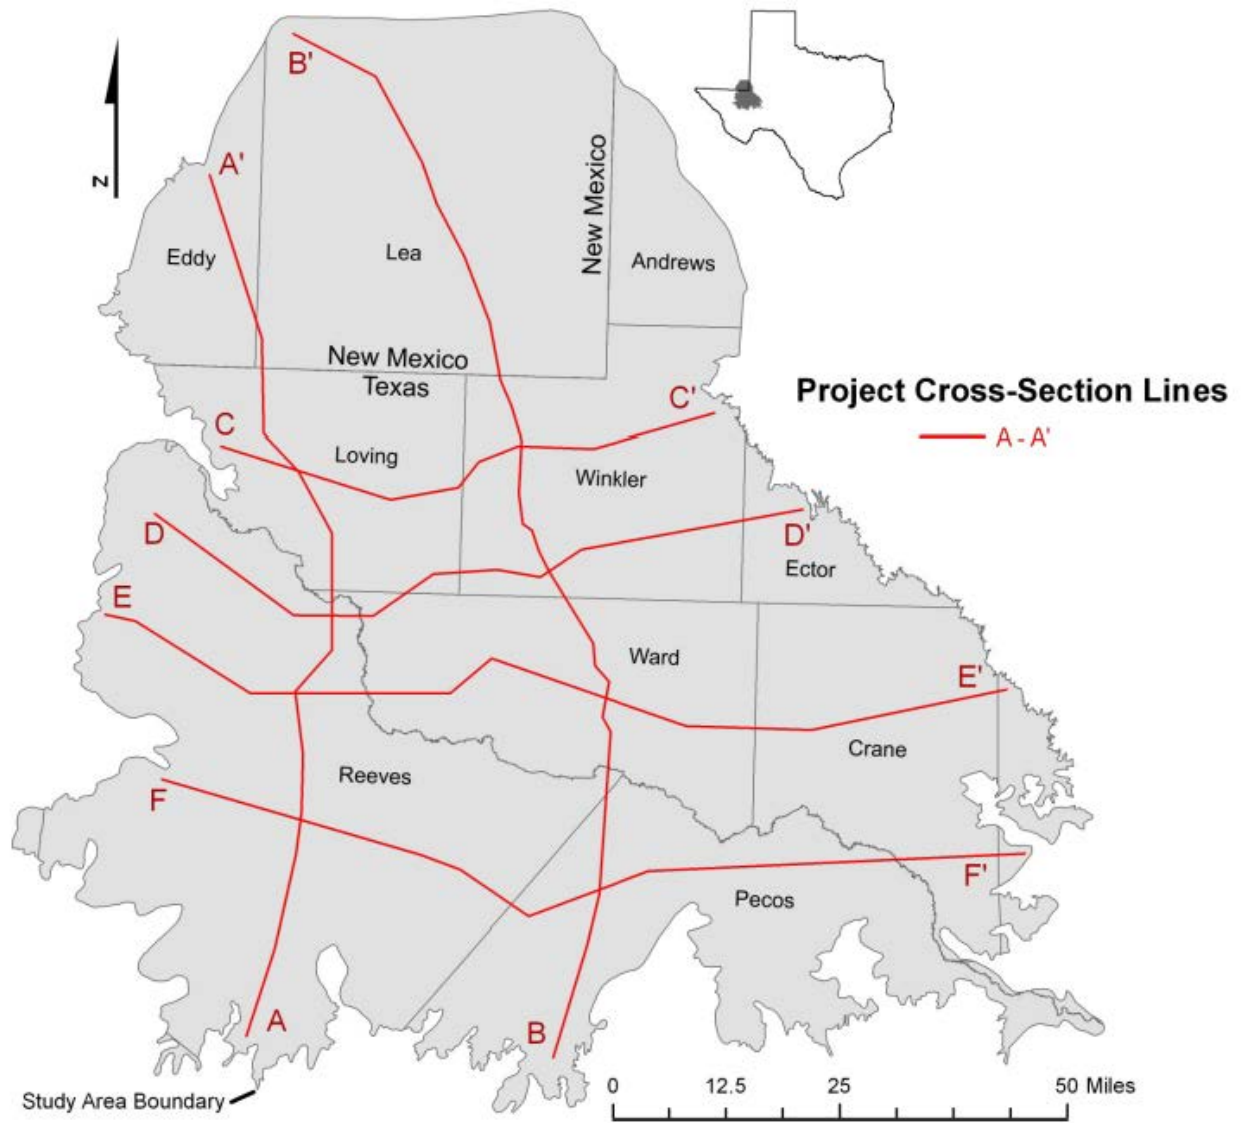 B'
A'
N
Eddy
Lea
New Mexico
Andrews
New Mexico
Texas
Project Cross-Section Lines
A - A'
C
C'
Loving
Winkler
D
D'
Ector
E
Ward
E'
Crane
Reeves
F
F'
Pecos
A
B
Study Area Boundary
0 12.5 25 50 Miles